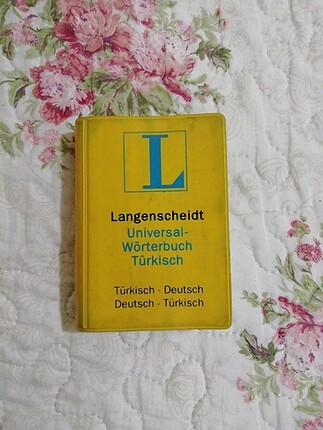 L
Langenscheidt
Universal-
Wörterbuch
Türkisch
Türkisch - Deutsch
Deutsch - Türkisch